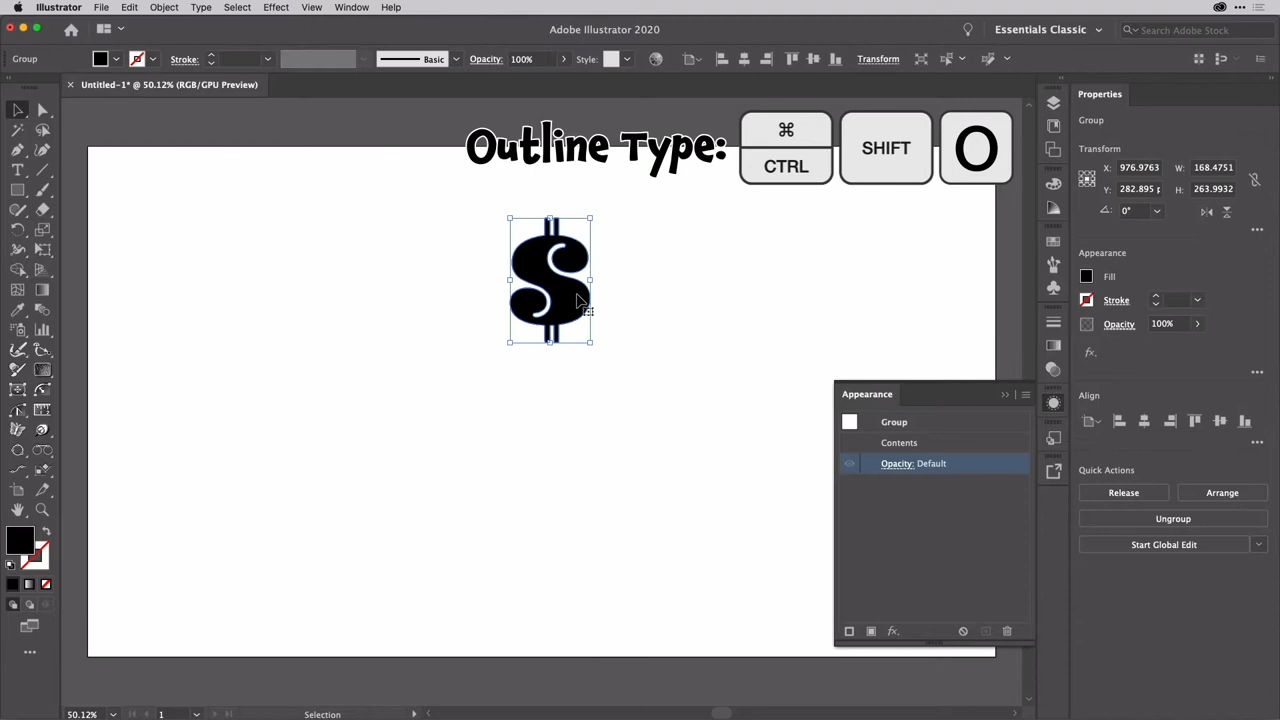 Illustrator File Edit Object Type Select Effect View Window Help
Adobe Illustrator 2020
Essentials Classic
Search Adobe Stock
Group Stroke: Basic Opacity: 100% Style: Transform
Untitled-1* @ 50.12% (RGB/GPU Preview)
Outline Type: ⌘ CTRL SHIFT O
$
Properties
Group
Transform
X: 976.9763 W: 168.4751
Y: 282.895 p H: 263.9932
0°
Appearance
Fill
Stroke
Opacity 100%
fx.
Align
Quick Actions
Release Arrange
Ungroup
Start Global Edit
Appearance
Group
Contents
Opacity: Default
fx.
50.12% 1 Selection